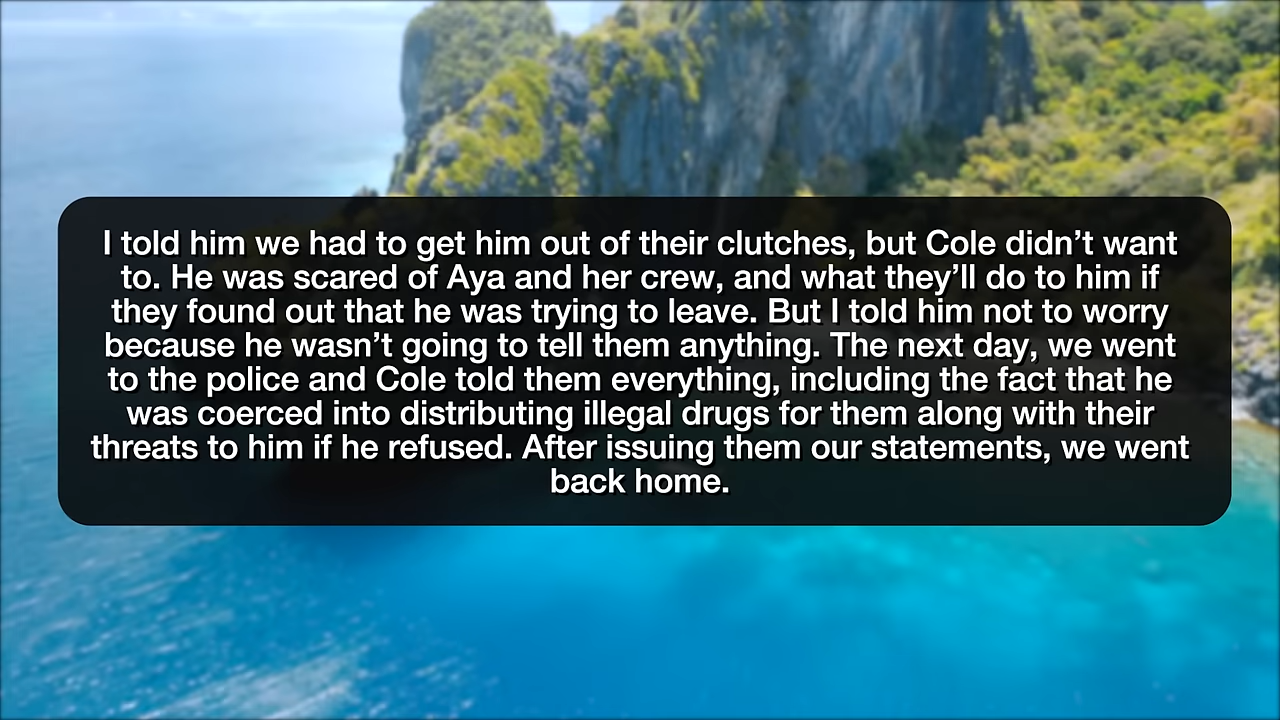 I told him we had to get him out of their clutches, but Cole didn’t want
to. He was scared of Aya and her crew, and what they’ll do to him if
they found out that he was trying to leave. But I told him not to worry
because he wasn’t going to tell them anything. The next day, we went
to the police and Cole told them everything, including the fact that he
was coerced into distributing illegal drugs for them along with their
threats to him if he refused. After issuing them our statements, we went
back home.